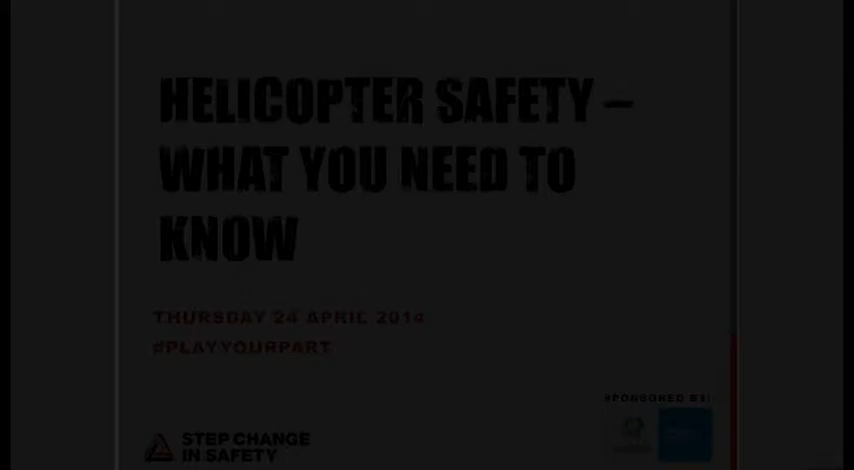 HELICOPTER SAFETY –
WHAT YOU NEED TO
KNOW
THURSDAY 24 APRIL 2014
#PLAYYOURPART
SPONSORED BY:
STEP CHANGE
IN SAFETY